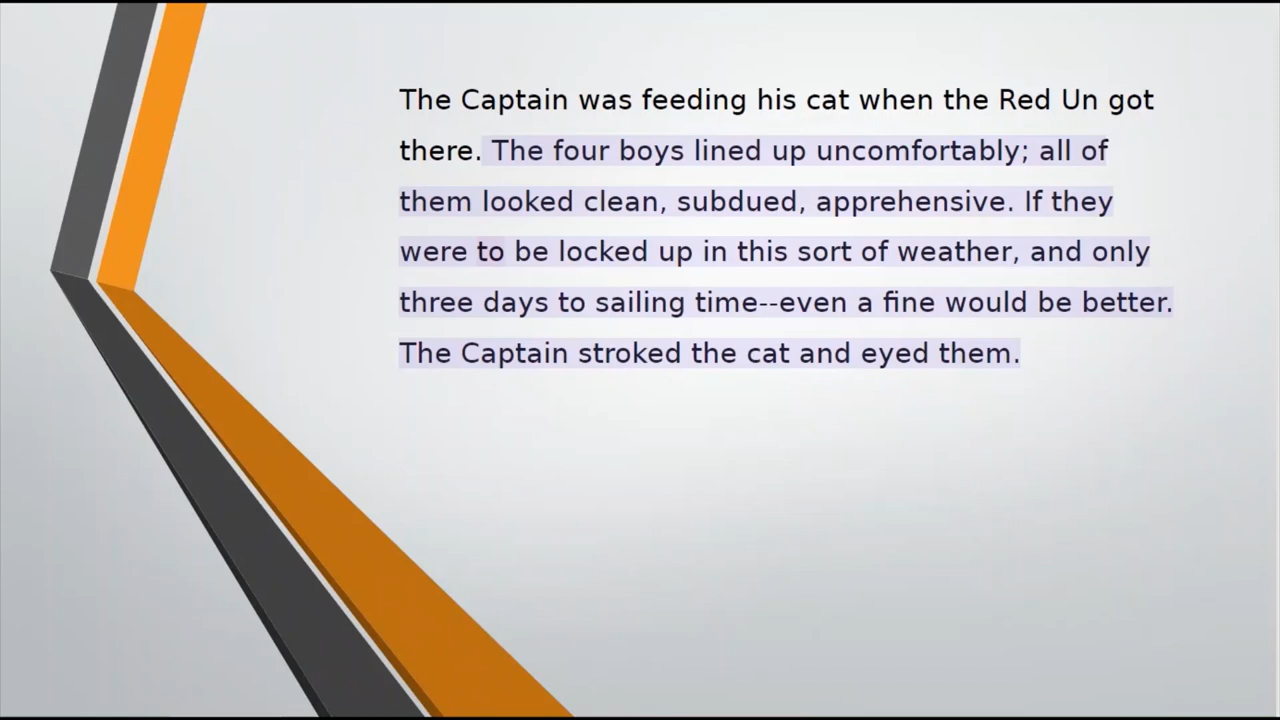 The Captain was feeding his cat when the Red Un got
there. The four boys lined up uncomfortably; all of
them looked clean, subdued, apprehensive. If they
were to be locked up in this sort of weather, and only
three days to sailing time--even a fine would be better.
The Captain stroked the cat and eyed them.